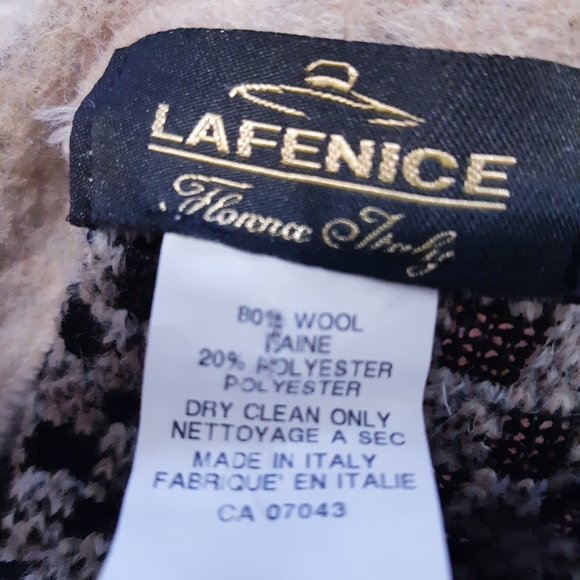 LAFENICE
Florence Italy
80% WOOL
LAINE
20% POLYESTER
POLYESTER
DRY CLEAN ONLY
NETTOYAGE A SEC
MADE IN ITALY
FABRIQUE' EN ITALIE
CA 07043